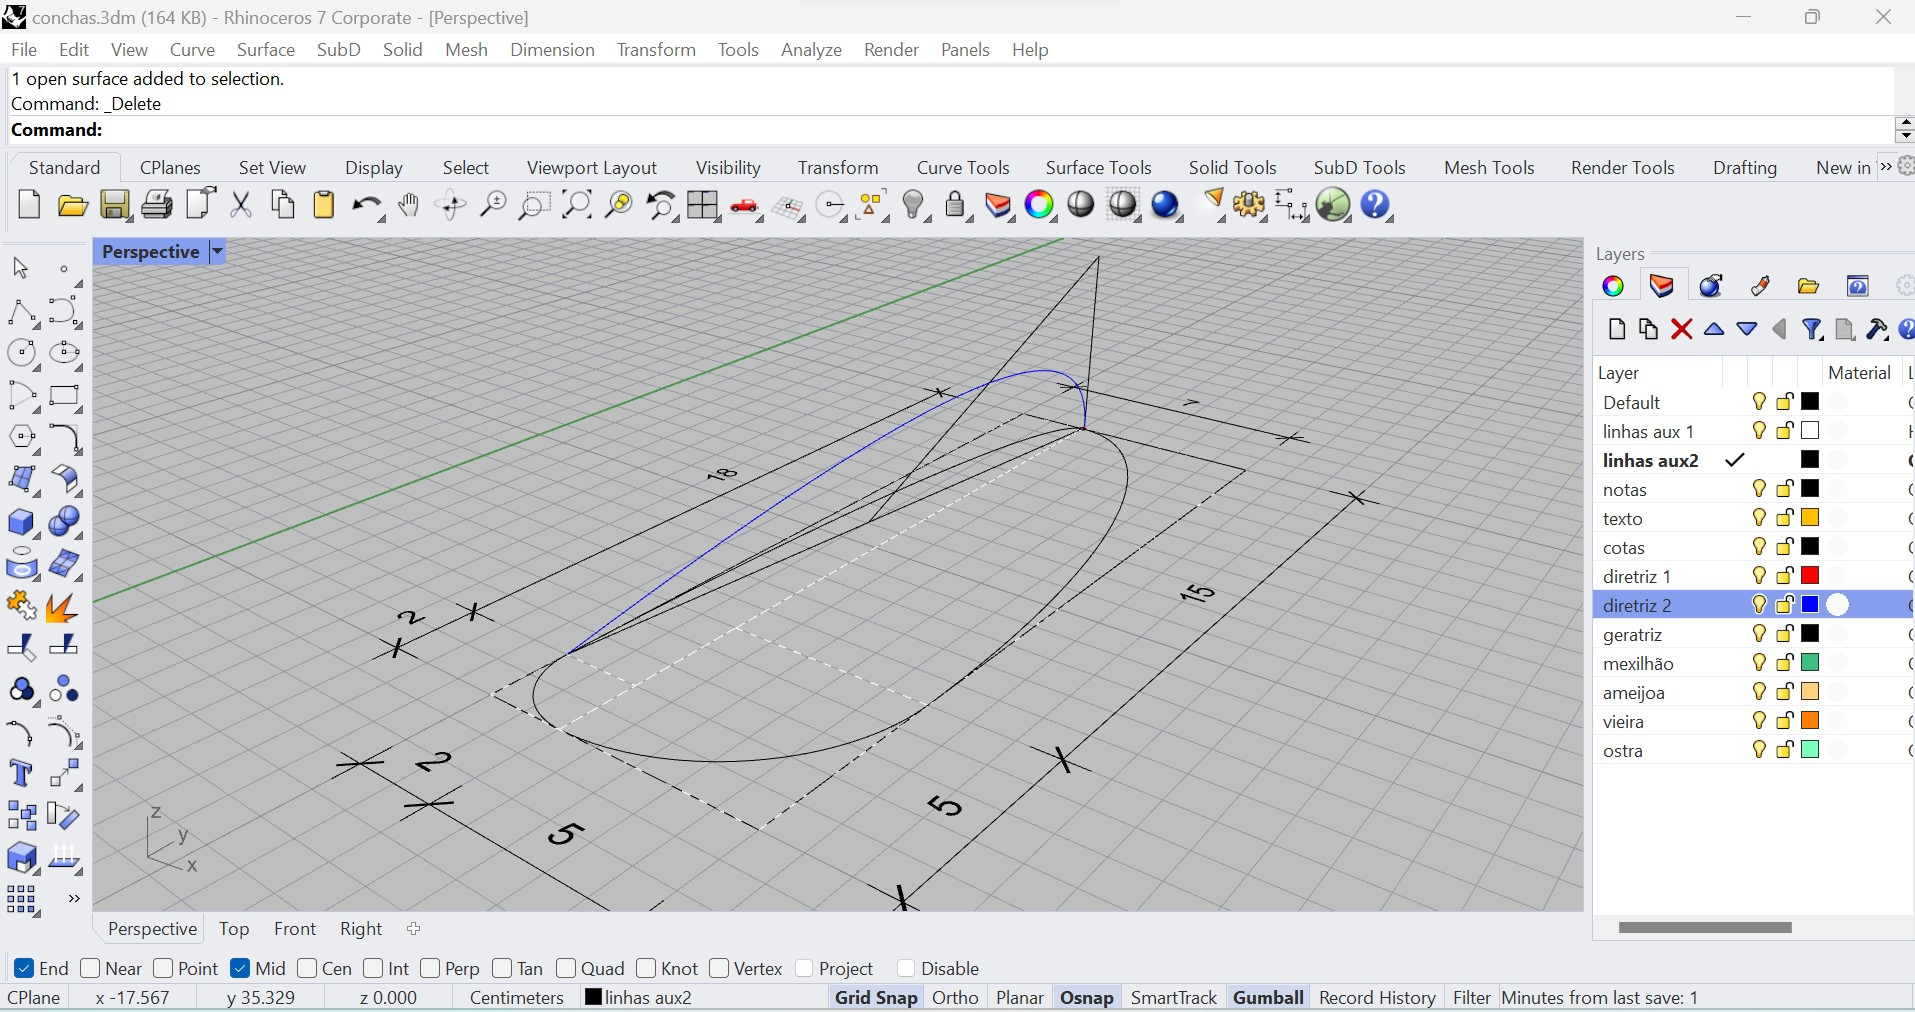 conchas.3dm (164 KB) - Rhinoceros 7 Corporate - [Perspective]
File Edit View Curve Surface SubD Solid Mesh Dimension Transform Tools Analyze Render Panels Help
1 open surface added to selection.
Command: _Delete
Command:
Standard CPlanes Set View Display Select Viewport Layout Visibility Transform Curve Tools Surface Tools Solid Tools SubD Tools Mesh Tools Render Tools Drafting New in »
Perspective
Layers
Layer Material
Default
linhas aux 1
linhas aux2
notas
texto
cotas
diretriz 1
diretriz 2
geratriz
mexilhão
ameijoa
vieira
ostra
7
18
15
2
2
5
5
z
y
x
Perspective Top Front Right
End Near Point Mid Cen Int Perp Tan Quad Knot Vertex Project Disable
CPlane x -17.567 y 35.329 z 0.000 Centimeters linhas aux2 Grid Snap Ortho Planar Osnap SmartTrack Gumball Record History Filter Minutes from last save: 1